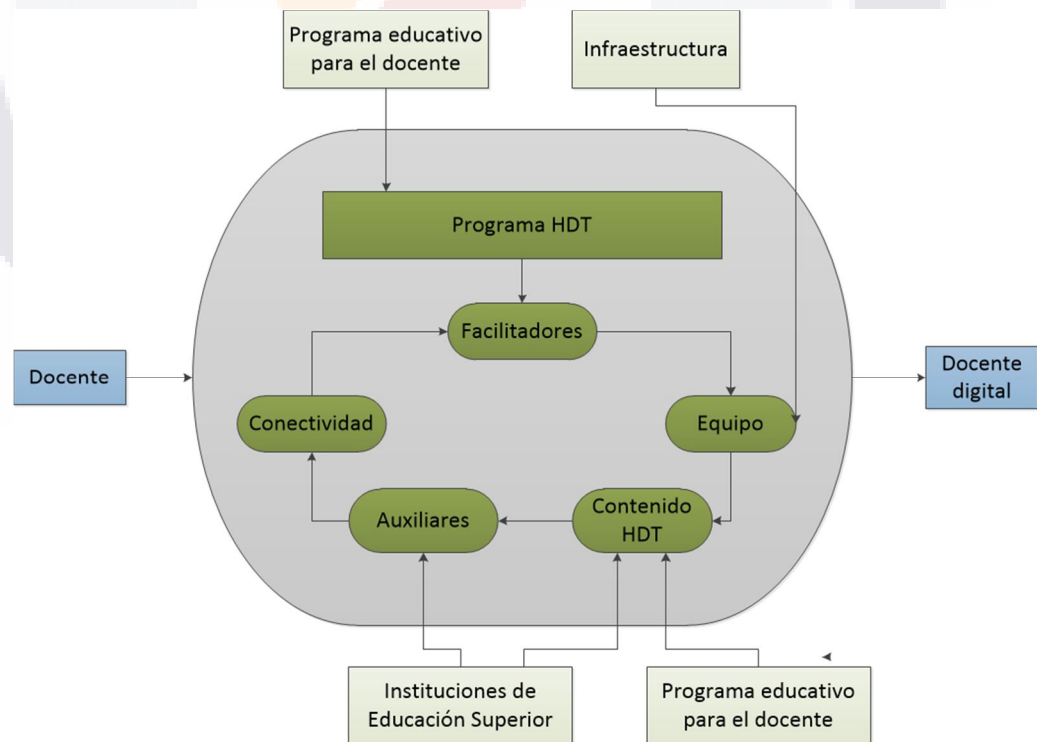 Programa educativo
para el docente
Infraestructura
Programa HDT
Facilitadores
Docente
Docente
digital
Conectividad
Equipo
Auxiliares
Contenido
HDT
Instituciones de
Educación Superior
Programa educativo
para el docente